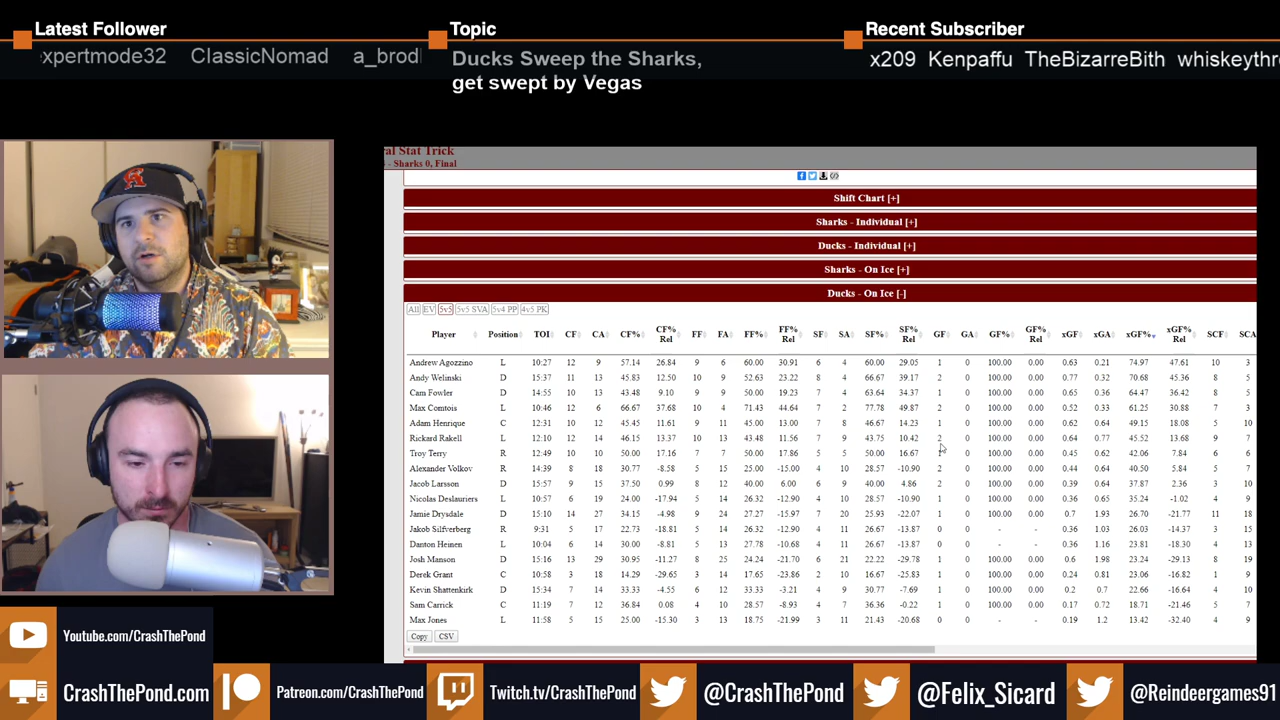 Latest Follower
expertmode32 ClassicNomad a_brodl
Topic
Ducks Sweep the Sharks,
get swept by Vegas
Recent Subscriber
x209 Kenpaffu TheBizarreBith whiskeythr
ral Stat Trick
- Sharks 0, Final
Shift Chart [+]
Sharks - Individual [+]
Ducks - Individual [+]
Sharks - On Ice [+]
Ducks - On Ice [-]
All EV 5v5 5v5 SVA 5v4 PP 4v5 PK
Player Position TOI CF CA CF% CF% Rel FF FA FF% FF% Rel SF SA SF% SF% Rel GF GA GF% GF% Rel xGF xGA xGF% xGF% Rel SCF SCA
Andrew Agozzino L 10:27 12 9 57.14 26.84 9 6 60.00 30.91 6 4 60.00 29.05 1 0 100.00 0.00 0.63 0.21 74.97 47.61 10 3
Andy Welinski D 15:37 11 13 45.83 12.50 10 9 52.63 23.22 8 4 66.67 39.17 2 0 100.00 0.00 0.77 0.32 70.68 45.36 8 5
Cam Fowler D 14:55 10 13 43.48 9.10 9 9 50.00 19.23 7 4 63.64 34.37 1 0 100.00 0.00 0.65 0.36 64.47 36.42 8 5
Max Comtois L 10:46 12 6 66.67 37.68 10 4 71.43 44.64 7 2 77.78 49.87 2 0 100.00 0.00 0.52 0.33 61.25 30.88 7 3
Adam Henrique C 12:31 10 12 45.45 11.61 9 11 45.00 13.00 7 8 46.67 14.23 1 0 100.00 0.00 0.62 0.64 49.15 18.08 5 10
Rickard Rakell L 12:10 12 14 46.15 13.37 10 13 43.48 11.56 7 9 43.75 10.42 2 0 100.00 0.00 0.64 0.77 45.52 13.68 9 7
Troy Terry R 12:49 10 10 50.00 17.16 7 7 50.00 17.86 5 5 50.00 16.67 0 100.00 0.00 0.45 0.62 42.06 7.84 6 6
Alexander Volkov R 14:39 8 18 30.77 -8.58 5 15 25.00 -15.00 4 10 28.57 -10.90 2 0 100.00 0.00 0.44 0.64 40.50 5.84 7 5
Jacob Larsson D 15:57 9 15 37.50 0.99 8 12 40.00 6.00 6 9 40.00 4.86 2 0 100.00 0.00 0.39 0.64 37.87 2.36 3 10
Nicolas Deslauriers L 10:57 6 19 24.00 -17.94 5 14 26.32 -12.90 4 10 28.57 -10.90 1 0 100.00 0.00 0.36 0.65 35.24 -1.02 4 9
Jamie Drysdale D 15:10 14 27 34.15 -4.98 9 24 27.27 -15.97 7 20 25.93 -22.07 1 0 100.00 0.00 0.7 1.93 26.70 -21.77 11 18
Jakob Silfverberg R 9:31 5 17 22.73 -18.81 5 14 26.32 -12.90 4 11 26.67 -13.87 0 0 - - 0.36 1.03 26.03 -14.37 3 15
Danton Heinen L 10:04 6 14 30.00 -8.81 5 13 27.78 -10.68 4 11 26.67 -13.87 0 0 - - 0.36 1.16 23.81 -18.30 4 13
Josh Manson D 15:16 13 29 30.95 -11.27 8 25 24.24 -21.70 6 21 22.22 -29.78 1 0 100.00 0.00 0.6 1.98 23.24 -29.13 8 19
Derek Grant C 10:58 3 18 14.29 -29.65 3 14 17.65 -23.86 2 10 16.67 -25.83 1 0 100.00 0.00 0.24 0.81 23.06 -16.82 1 9
Kevin Shattenkirk D 15:34 7 14 33.33 -4.55 6 12 33.33 -3.21 4 9 30.77 -7.69 1 0 100.00 0.00 0.2 0.7 22.66 -16.64 4 10
Sam Carrick C 11:19 7 12 36.84 0.08 4 10 28.57 -8.93 4 7 36.36 -0.22 1 0 100.00 0.00 0.17 0.72 18.71 -21.46 5 7
Max Jones L 11:58 5 15 25.00 -15.30 3 13 18.75 -21.99 3 11 21.43 -20.68 0 0 - - 0.19 1.2 13.42 -32.40 4 9
Copy CSV
Youtube.com/CrashThePond
CrashThePond.com Patreon.com/CrashThePond Twitch.tv/CrashThePond @CrashThePond @Felix_Sicard @Reindeergames91